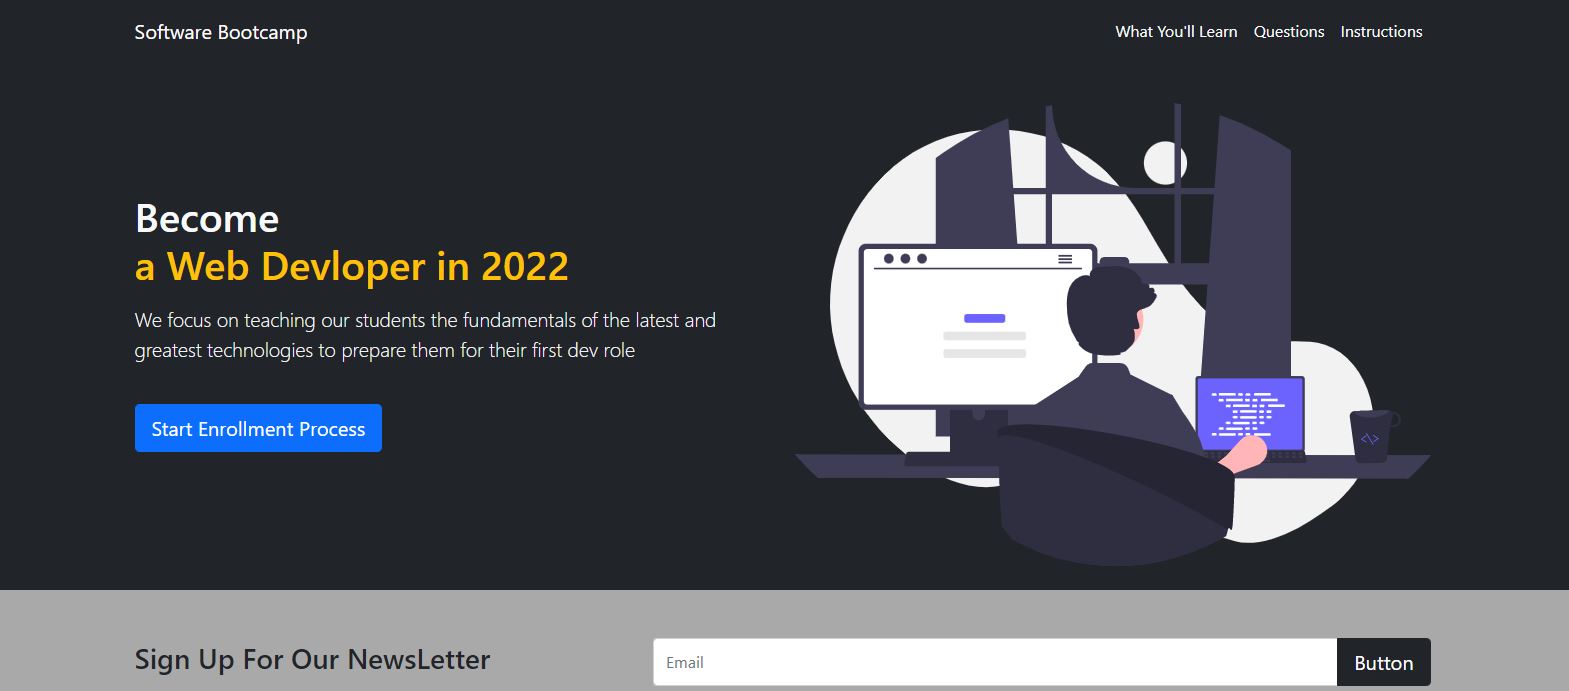 Software Bootcamp
What You'll Learn Questions Instructions
Become
a Web Devloper in 2022
We focus on teaching our students the fundamentals of the latest and
greatest technologies to prepare them for their first dev role
Start Enrollment Process
</>
Sign Up For Our NewsLetter
Email
Button